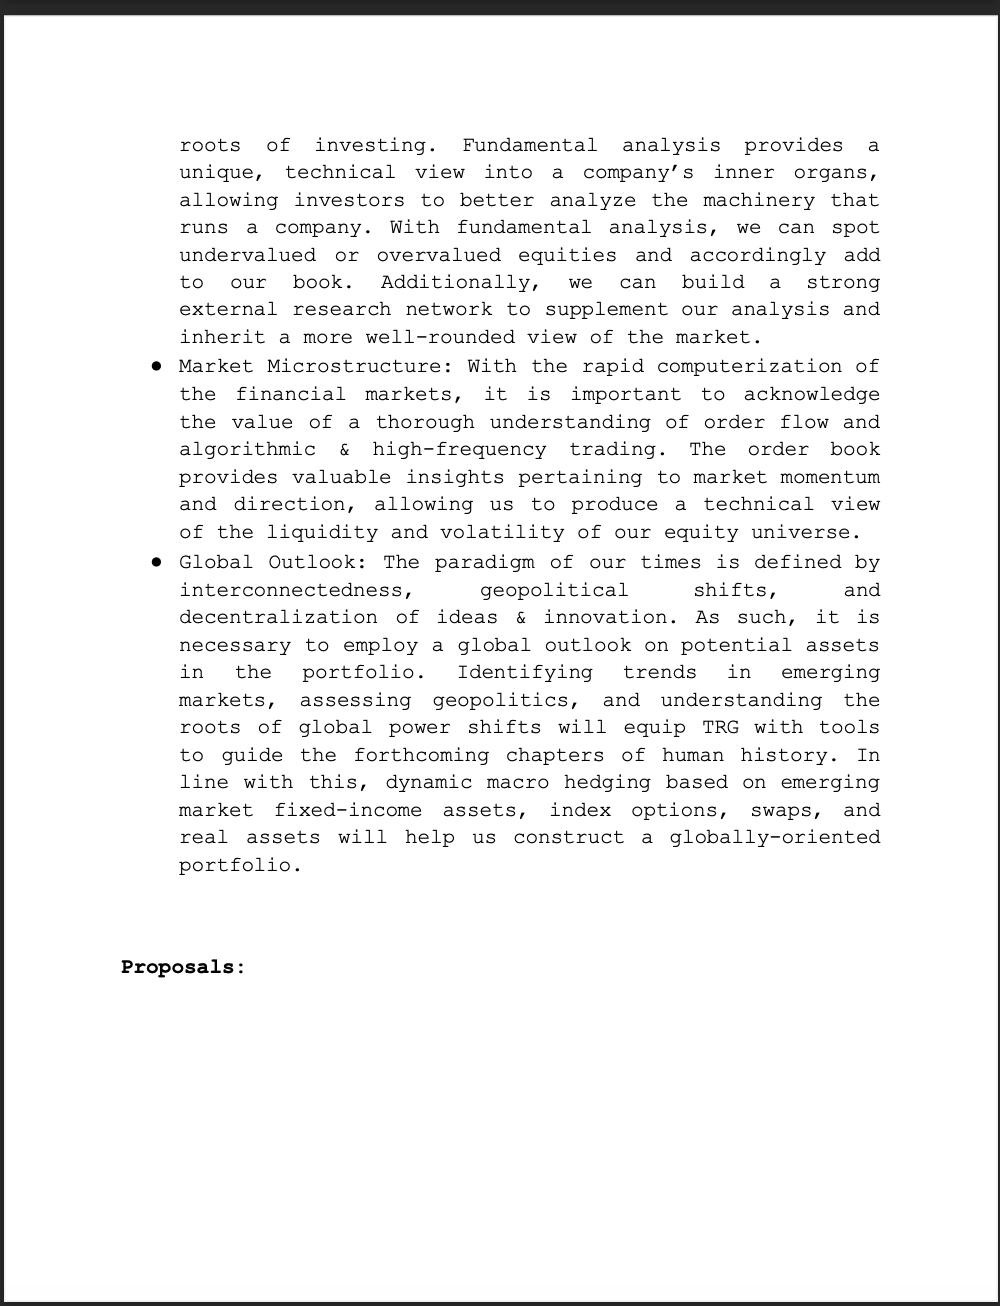 roots of investing. Fundamental analysis provides a
unique, technical view into a company’s inner organs,
allowing investors to better analyze the machinery that
runs a company. With fundamental analysis, we can spot
undervalued or overvalued equities and accordingly add
to our book. Additionally, we can build a strong
external research network to supplement our analysis and
inherit a more well-rounded view of the market.
● Market Microstructure: With the rapid computerization of
the financial markets, it is important to acknowledge
the value of a thorough understanding of order flow and
algorithmic & high-frequency trading. The order book
provides valuable insights pertaining to market momentum
and direction, allowing us to produce a technical view
of the liquidity and volatility of our equity universe.
● Global Outlook: The paradigm of our times is defined by
interconnectedness, geopolitical shifts, and
decentralization of ideas & innovation. As such, it is
necessary to employ a global outlook on potential assets
in the portfolio. Identifying trends in emerging
markets, assessing geopolitics, and understanding the
roots of global power shifts will equip TRG with tools
to guide the forthcoming chapters of human history. In
line with this, dynamic macro hedging based on emerging
market fixed-income assets, index options, swaps, and
real assets will help us construct a globally-oriented
portfolio.
Proposals: